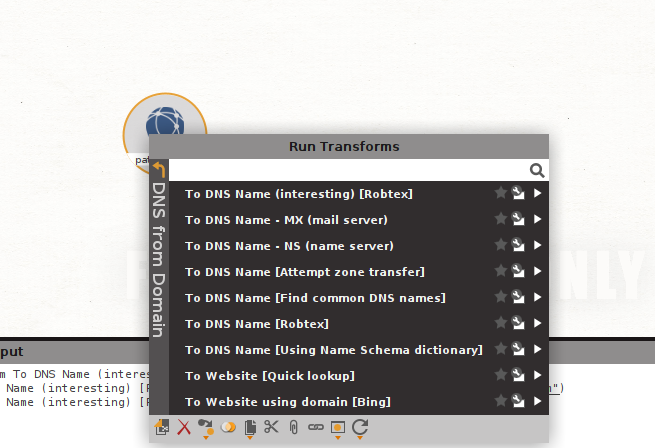 Run Transforms
DNS from Domain
To DNS Name (interesting) [Robtex]
To DNS Name - MX (mail server)
To DNS Name - NS (name server)
To DNS Name [Attempt zone transfer]
To DNS Name [Find common DNS names]
To DNS Name [Robtex]
To DNS Name [Using Name Schema dictionary]
To Website [Quick lookup]
To Website using domain [Bing]
NLY
put
m To DNS Name (interes
Name (interesting) [
Name (interesting) [
")